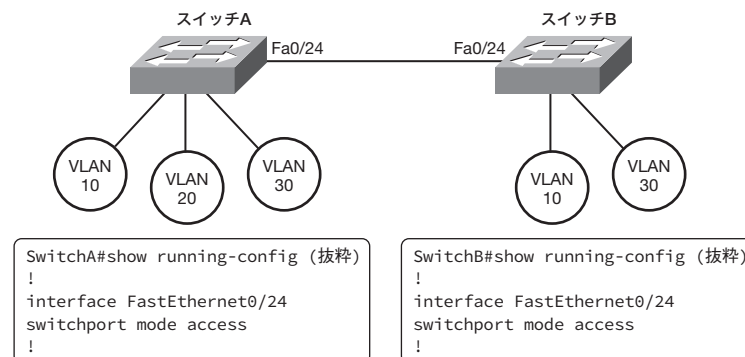 スイッチA
スイッチB
Fa0/24
Fa0/24
VLAN
10
VLAN
20
VLAN
30
VLAN
10
VLAN
30
SwitchA#show running-config (抜粋)
!
interface FastEthernet0/24
switchport mode access
!
SwitchB#show running-config (抜粋)
!
interface FastEthernet0/24
switchport mode access
!